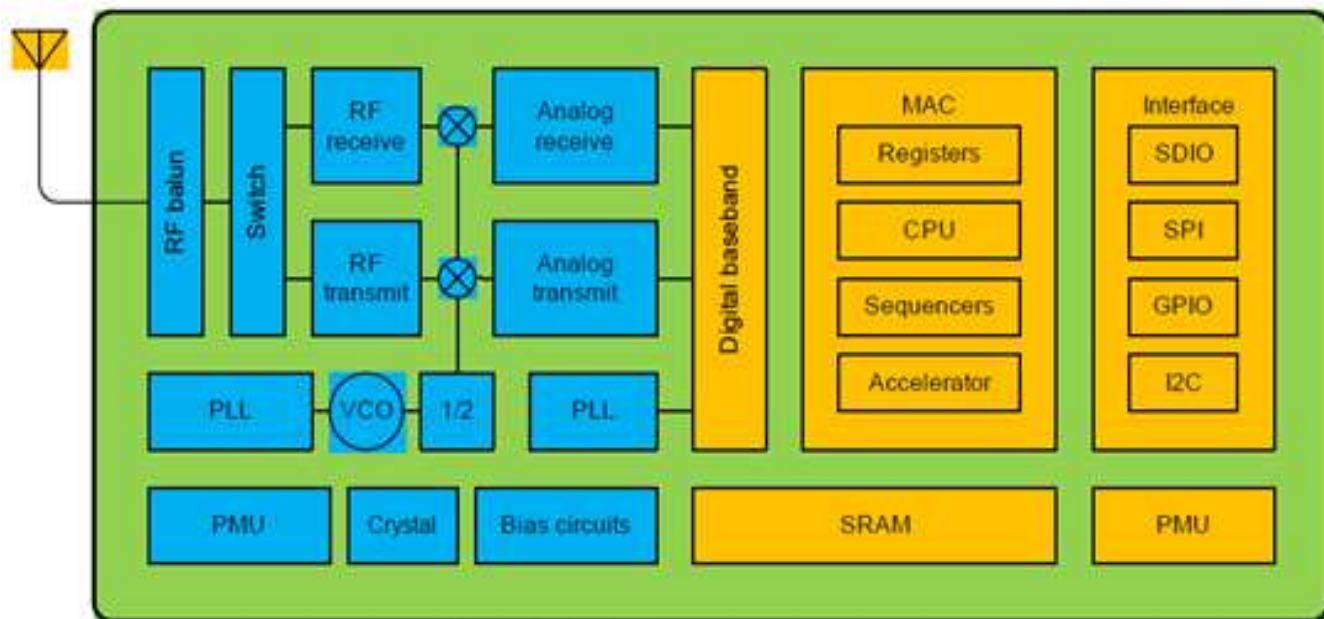 RF balun
Switch
RF
receive
Analog
receive
RF
transmit
Analog
transmit
PLL
VCO
1/2
PLL
Digital baseband
MAC
Registers
CPU
Sequencers
Accelerator
Interface
SDIO
SPI
GPIO
I2C
PMU
Crystal
Bias circuits
SRAM
PMU